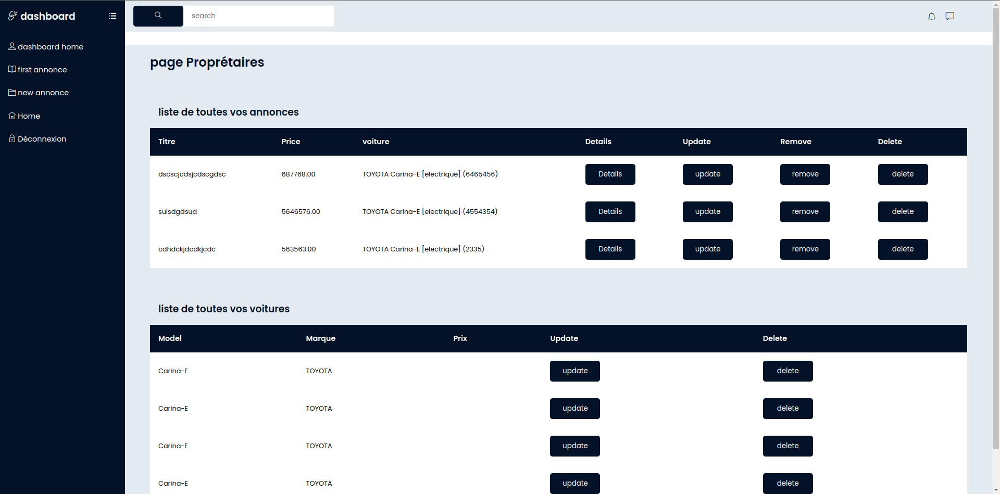 dashboard
search
dashboard home
first annonce
new annonce
Home
Déconnexion
page Proprétaires
liste de toutes vos annonces
Titre Price voiture Details Update Remove Delete
dscscjcdsjcdscgdsc 687768.00 TOYOTA Carina-E [electrique] (6465456) Details update remove delete
suisdgdsud 5646576.00 TOYOTA Carina-E [electrique] (4554354) Details update remove delete
cdhdckjdcdkjcdc 563563.00 TOYOTA Carina-E [electrique] (2335) Details update remove delete
liste de toutes vos voitures
Model Marque Prix Update Delete
Carina-E TOYOTA update delete
Carina-E TOYOTA update delete
Carina-E TOYOTA update delete
Carina-E TOYOTA update delete